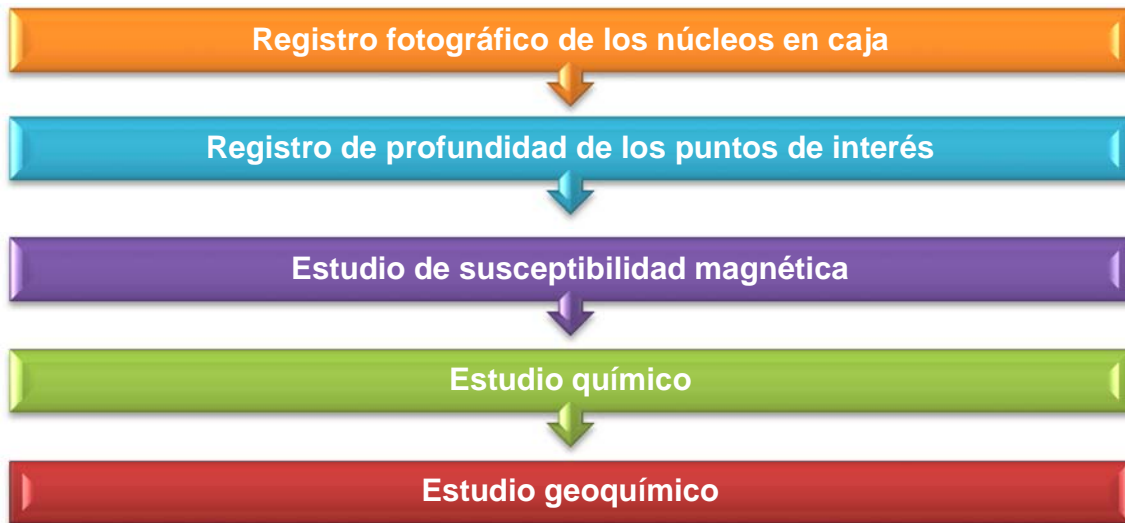 Registro fotográfico de los núcleos en caja
Registro de profundidad de los puntos de interés
Estudio de susceptibilidad magnética
Estudio químico
Estudio geoquímico